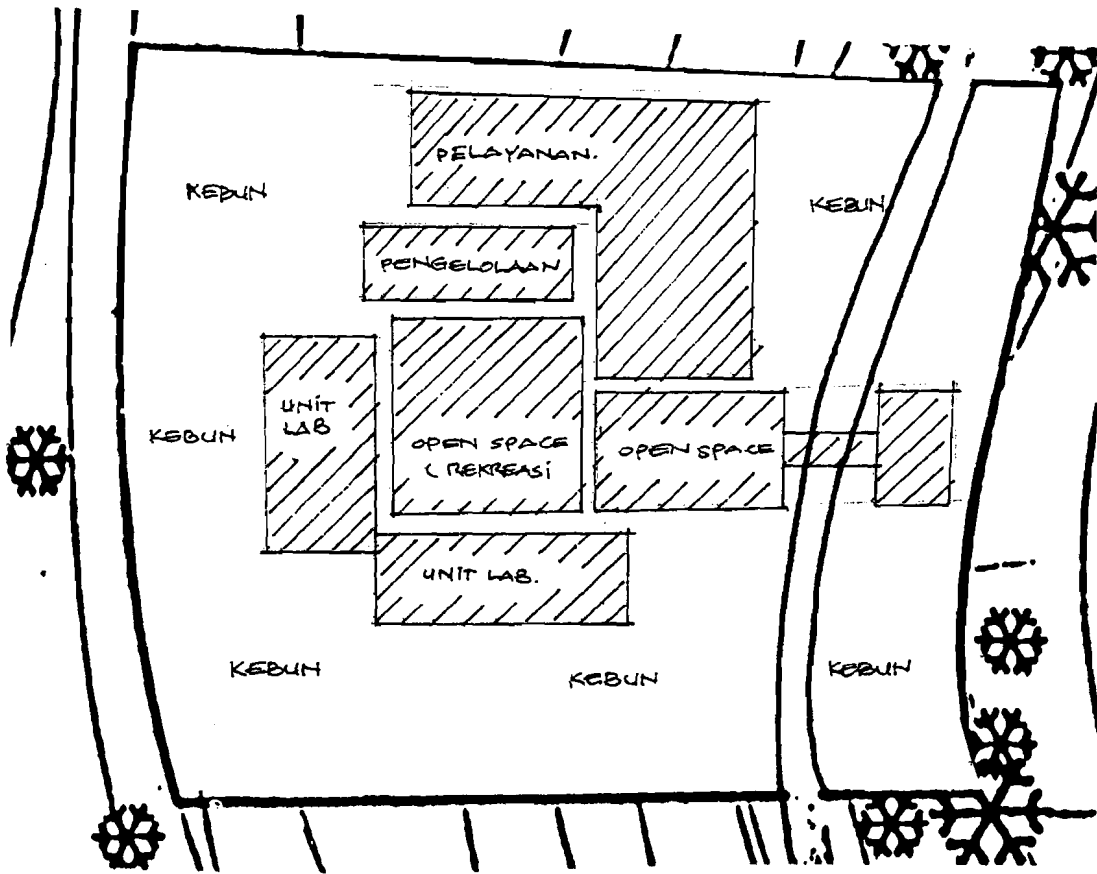 PELAYANAN.
KEBUN
KEBUN
PENGELOLAAN
UNIT
LAB
KEBUN
OPEN SPACE
( REKREASI
OPEN SPACE
UNIT LAB.
KEBUN
KEBUN
KEBUN